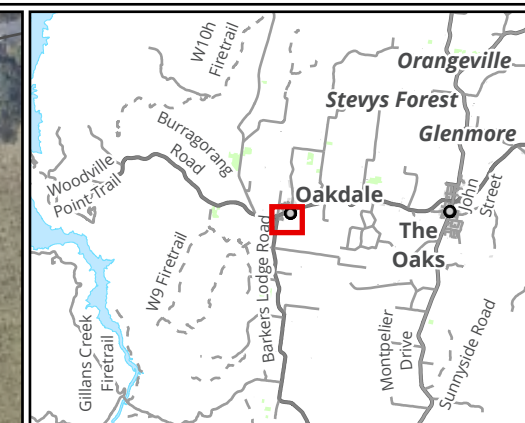 W10h
Firetrail
Orangeville
Stevys Forest
Glenmore
Burragorang
Road
Woodville
Point Trail
Oakdale
John
Street
The
Oaks
W9 Firetrail
Barkers Lodge Road
Gillans Creek
Firetrail
Montpelier
Drive
Sunnyside Road